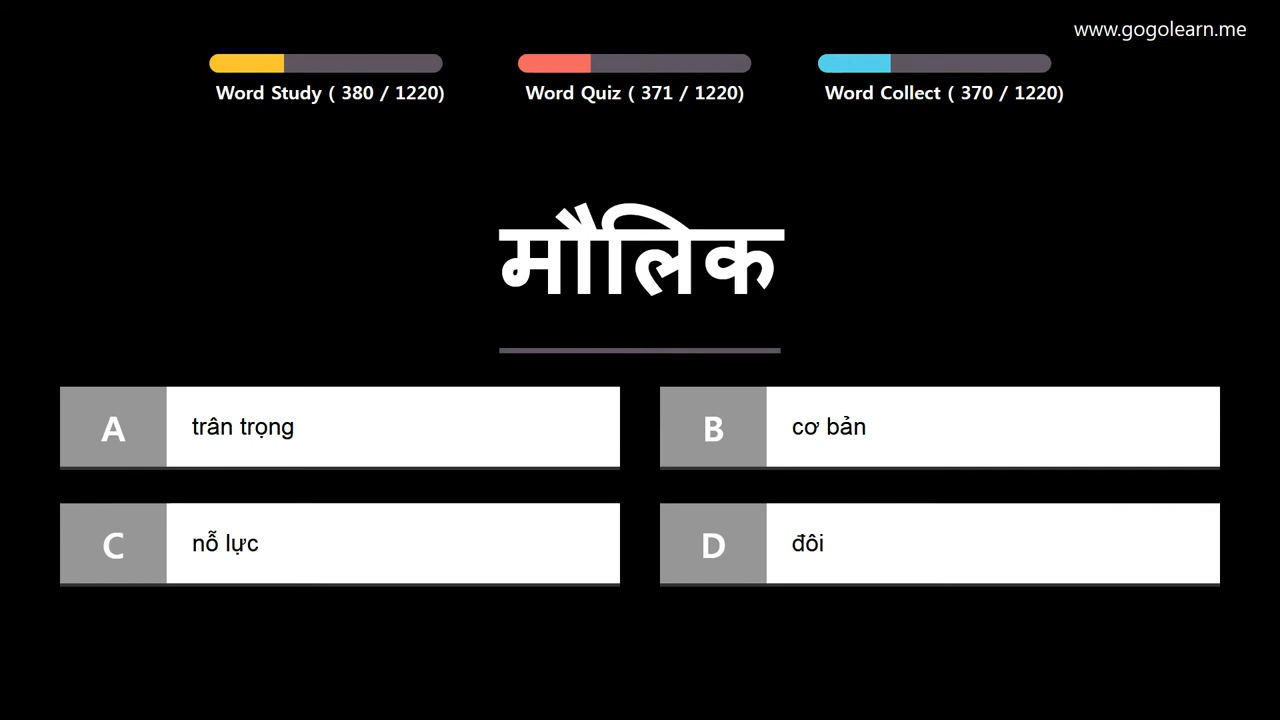 www.gogolearn.me
Word Study ( 380 / 1220)
Word Quiz ( 371 / 1220)
Word Collect ( 370 / 1220)
मौलिक
A trân trọng
B cơ bản
C nỗ lực
D đôi